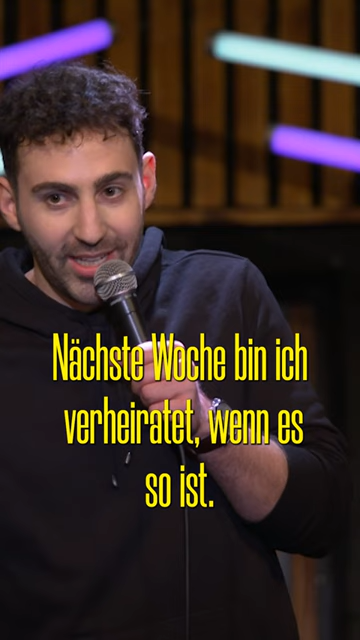 Nächste Woche bin ich
verheiratet, wenn es
so ist.